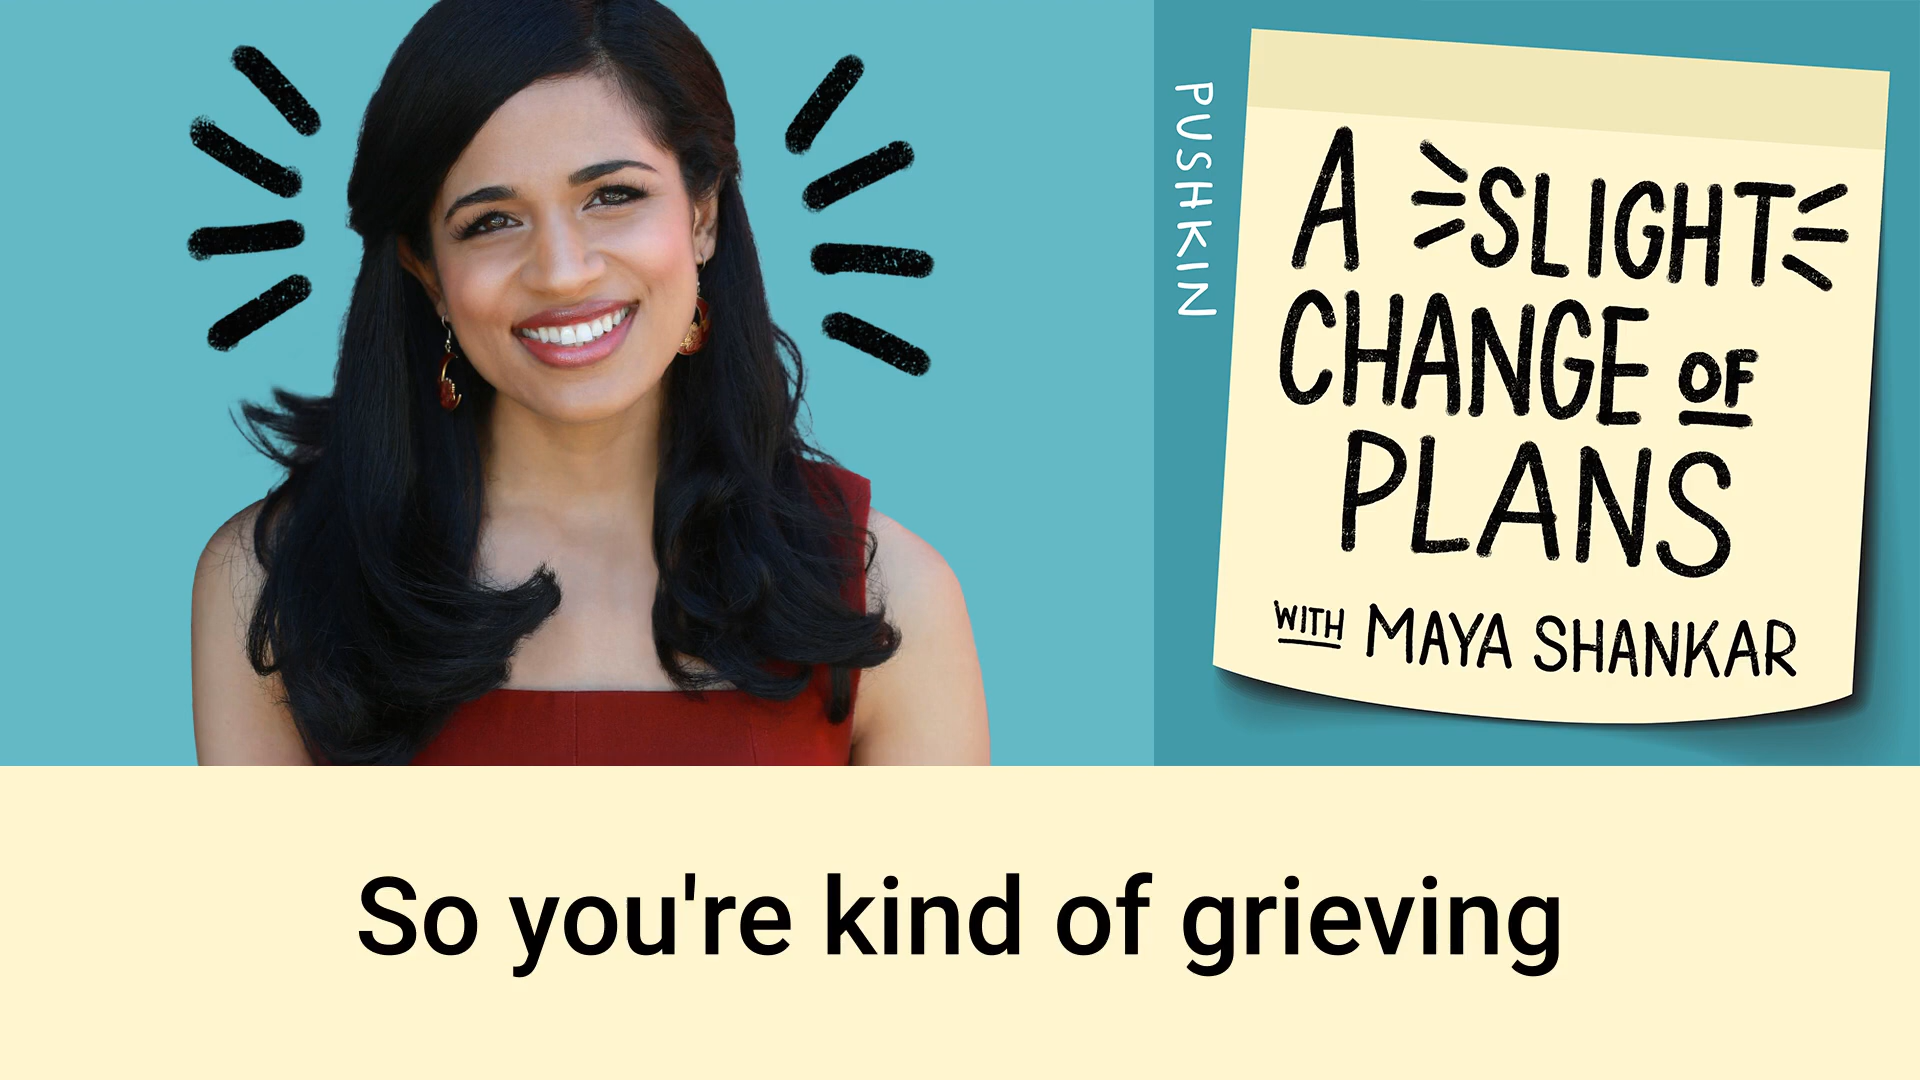 PUSHKIN
A SLIGHT
CHANGE OF
PLANS
WITH MAYA SHANKAR
So you're kind of grieving